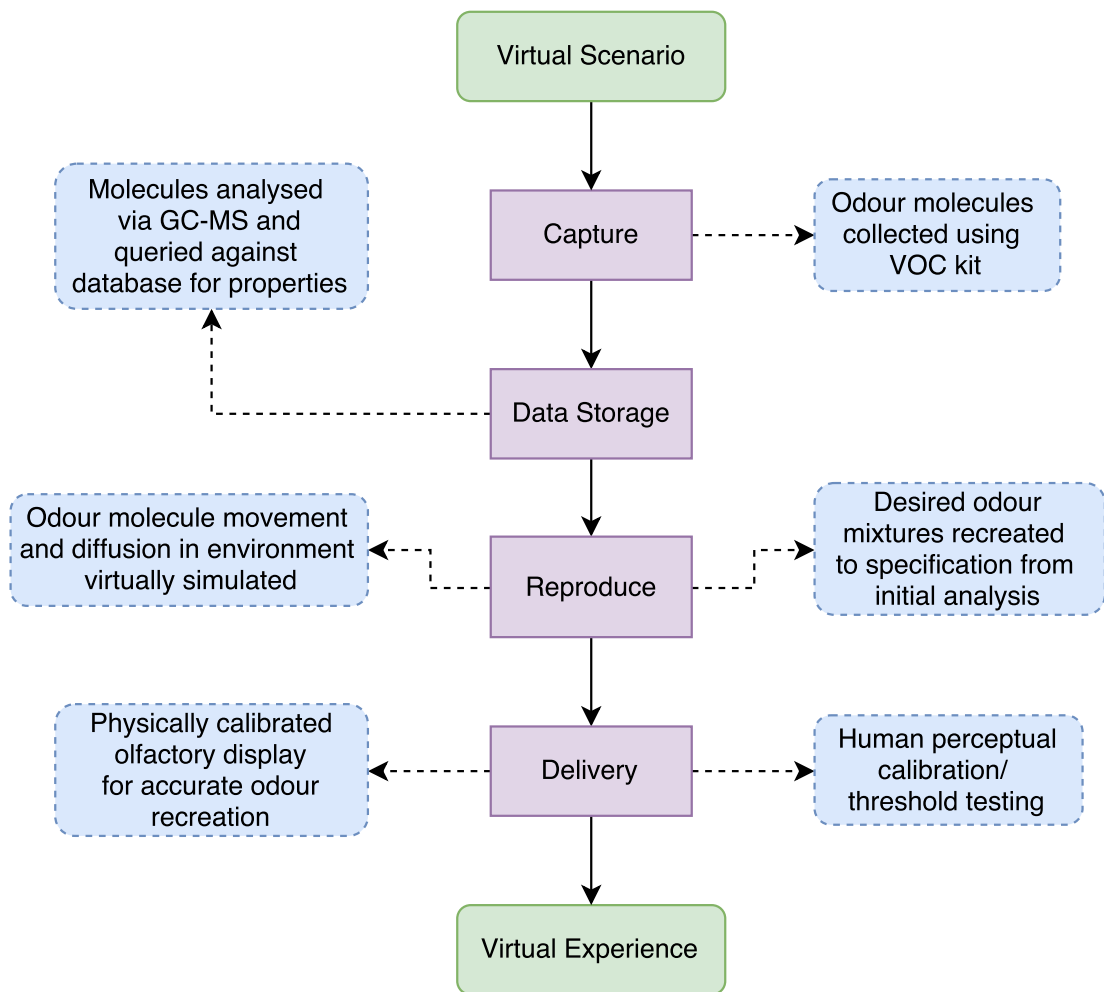 Virtual Scenario
Molecules analysed
via GC-MS and
queried against
database for properties
Capture
Odour molecules
collected using
VOC kit
Data Storage
Odour molecule movement
and diffusion in environment
virtually simulated
Reproduce
Desired odour
mixtures recreated
to specification from
initial analysis
Physically calibrated
olfactory display
for accurate odour
recreation
Delivery
Human perceptual
calibration/
threshold testing
Virtual Experience